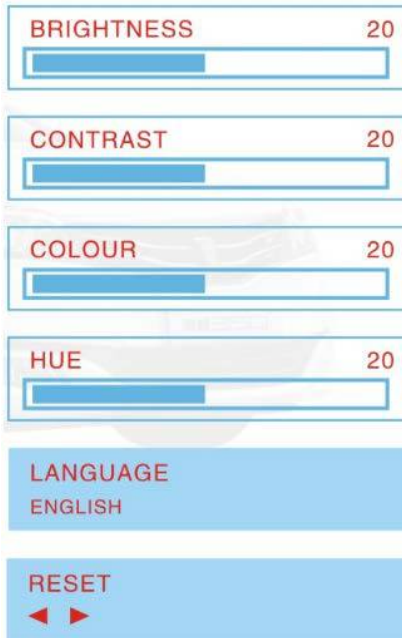 BRIGHTNESS 20
CONTRAST 20
COLOUR 20
HUE 20
LANGUAGE
ENGLISH
RESET
◄ ►